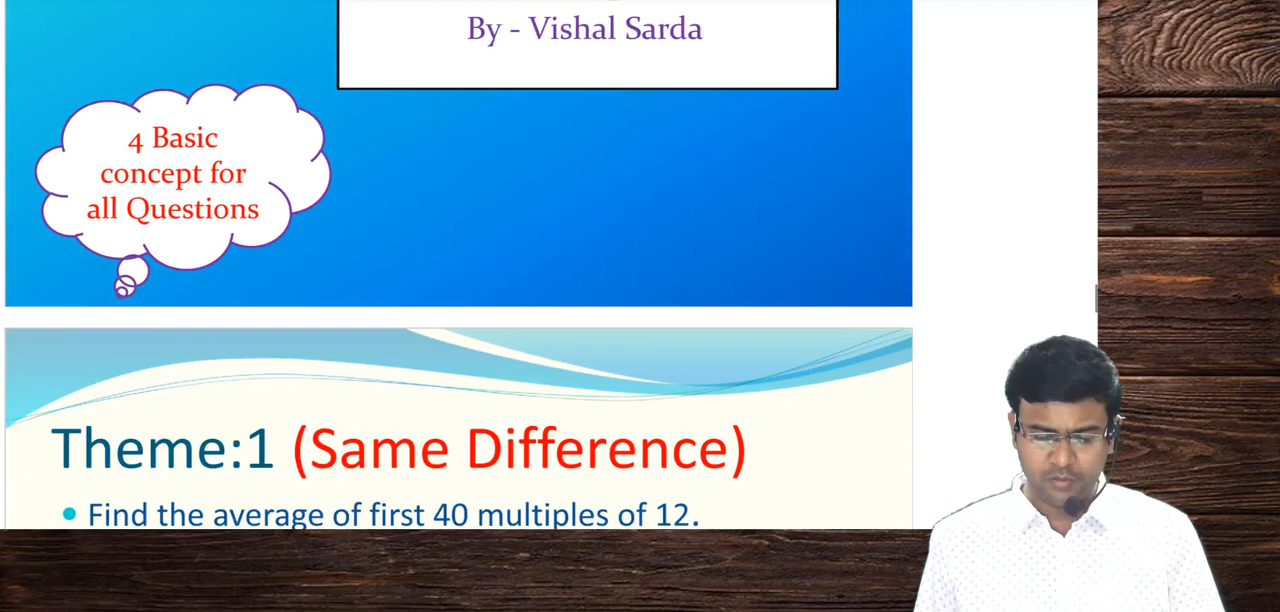 By - Vishal Sarda
4 Basic
concept for
all Questions
Theme:1 (Same Difference)
• Find the average of first 40 multiples of 12.